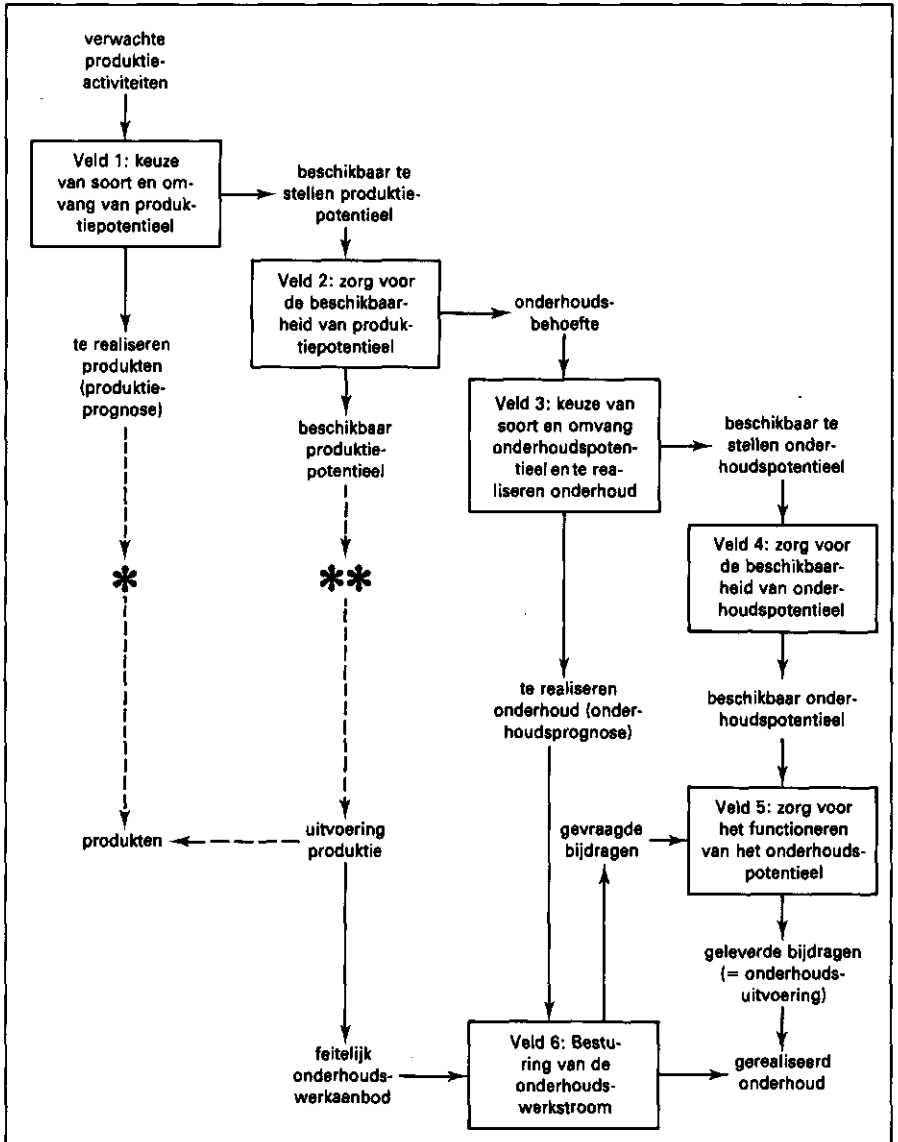 verwachte
produktie-
activiteiten
Veld 1: keuze
van soort en om-
vang van produk-
tiepotentieel
beschikbaar te
stellen produktie-
potentieel
Veld 2: zorg voor
de beschikbaar-
heid van produk-
tiepotentieel
onderhouds-
behoefte
te realiseren
produkten
(produktie-
prognose)
beschikbaar
produktie-
potentieel
Veld 3: keuze van
soort en omvang
onderhoudspoten-
tieel en te rea-
liseren onderhoud
beschikbaar te
stellen onder-
houdspotentieel
Veld 4: zorg voor
de beschikbaar-
heid van onder-
houdspotentieel
*
**
te realiseren
onderhoud (onder-
houdsprognose)
beschikbaar onder-
houdspotentieel
produkten
uitvoering
produktie
gevraagde
bijdragen
Veld 5: zorg voor
het functioneren
van het onderhouds-
potentieel
geleverde bijdragen
(= onderhouds-
uitvoering)
feitelijk
onderhouds-
werkaanbod
Veld 6: Bestu-
ring van de
onderhouds-
werkstroom
gerealiseerd
onderhoud